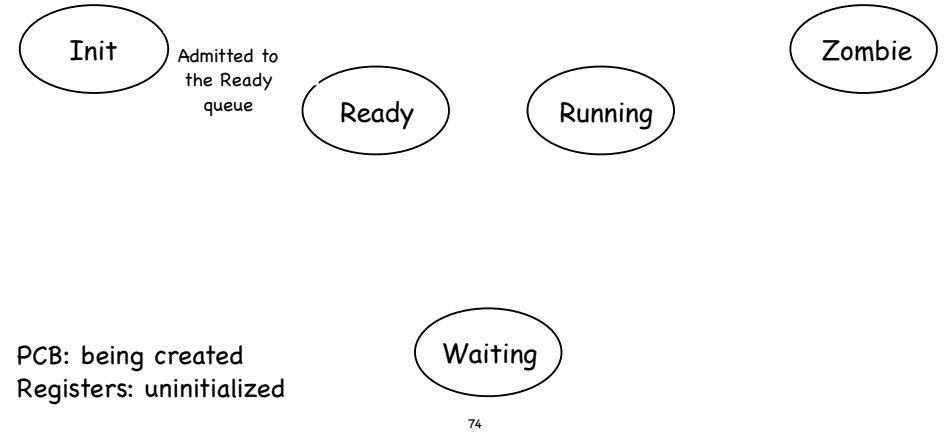 Init
Zombie
Admitted to
the Ready
queue
Ready
Running
Waiting
PCB: being created
Registers: uninitialized
74